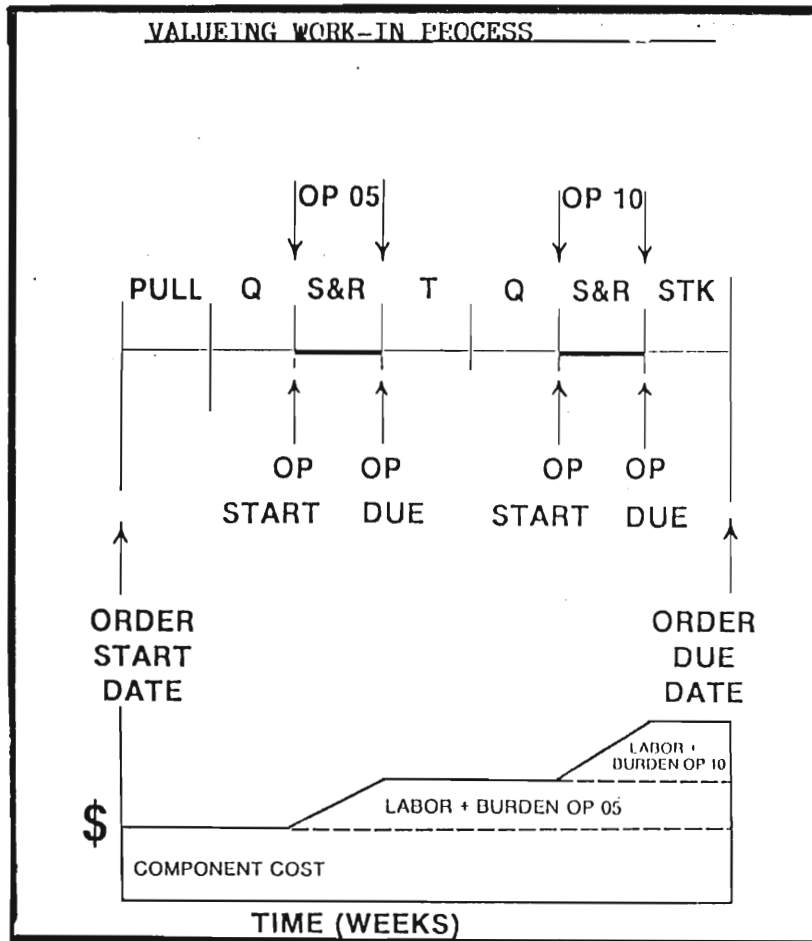 VALUEING WORK-IN PROCESS
OP 05 OP 10
PULL Q S&R T Q S&R STK
OP OP OP OP
START DUE START DUE
ORDER ORDER
START DUE
DATE DATE
LABOR +
BURDEN OP 10
LABOR + BURDEN OP 05
$
COMPONENT COST
TIME (WEEKS)